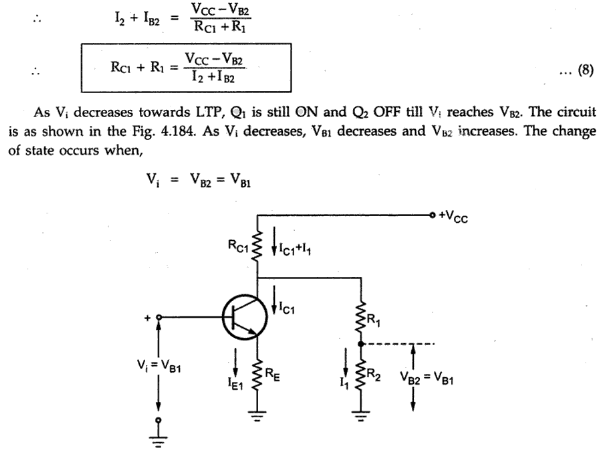 ∴ I2 + IB2 = (VCC − VB2) / (RC1 + R1)
∴ RC1 + R1 = (VCC − VB2) / (I2 + IB2) ... (8)
As Vi decreases towards LTP, Q1 is still ON and Q2 OFF till Vi reaches VB2. The circuit
is as shown in the Fig. 4.184. As Vi decreases, VB1 decreases and VB2 increases. The change
of state occurs when,
Vi = VB2 = VB1
+VCC
RC1
IC1+I1
IC1
R1
+
Vi = VB1
IE1
RE
I1
R2
VB2 = VB1